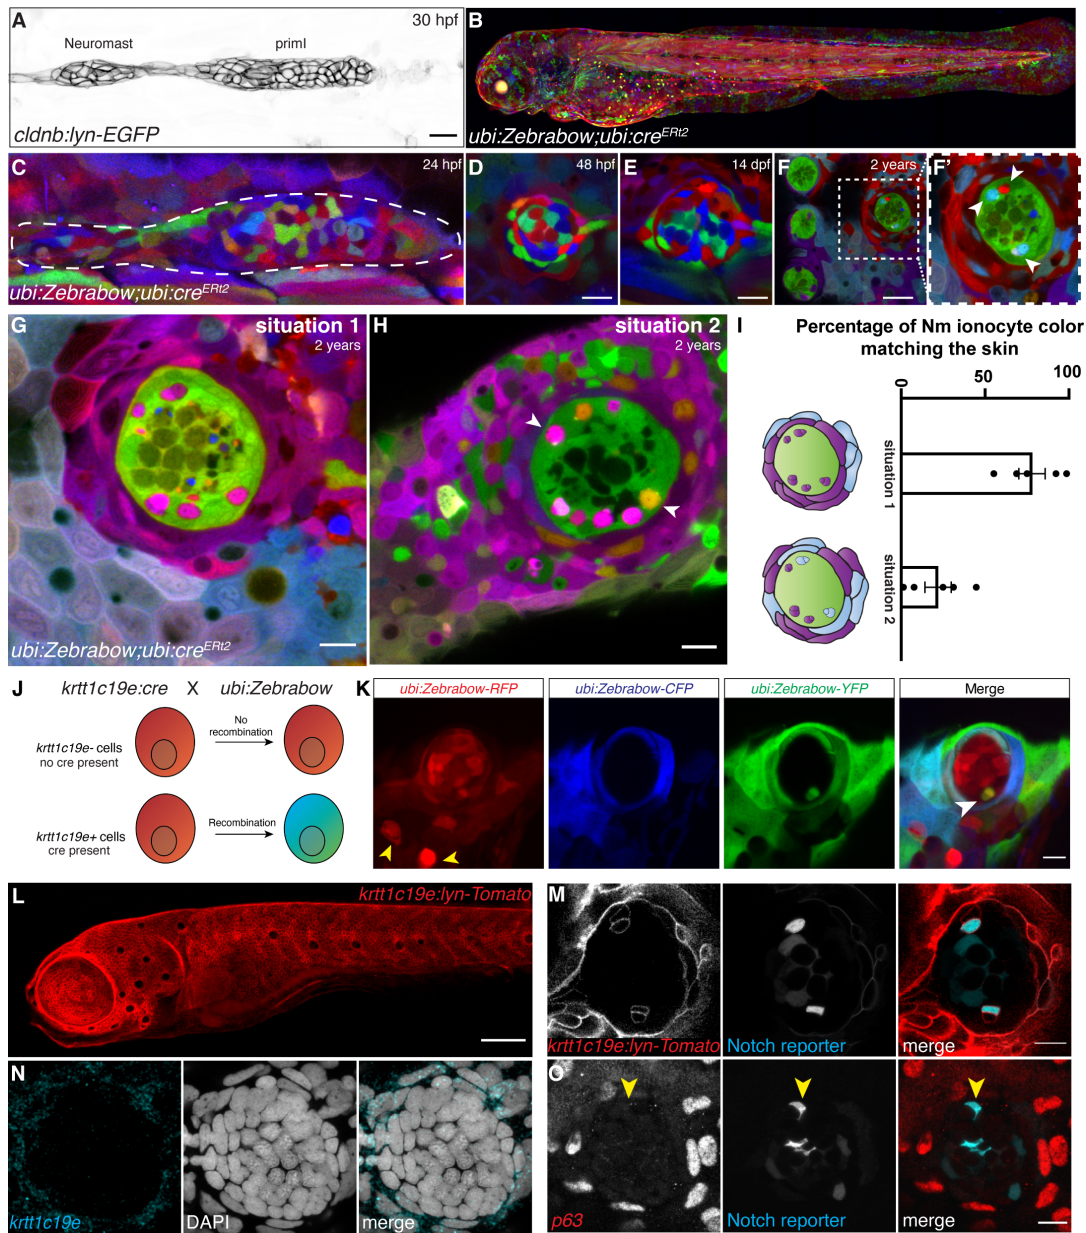 A
30 hpf
Neuromast
primI
cldnb:lyn-EGFP
B
ubi:Zebrabow;ubi:creERt2
C
24 hpf
ubi:Zebrabow;ubi:creERt2
D
48 hpf
E
14 dpf
F
2 years
F'
G
situation 1
2 years
ubi:Zebrabow;ubi:creERt2
H
situation 2
2 years
I
Percentage of Nm ionocyte color
matching the skin
0
50
100
situation 1
situation 2
J
krtt1c19e:cre X ubi:Zebrabow
No
recombination
krtt1c19e- cells
no cre present
Recombination
krtt1c19e+ cells
cre present
K
ubi:Zebrabow-RFP
ubi:Zebrabow-CFP
ubi:Zebrabow-YFP
Merge
L
krtt1c19e:lyn-Tomato
M
krtt1c19e:lyn-Tomato
Notch reporter
merge
N
krtt1c19e
DAPI
merge
O
p63
Notch reporter
merge